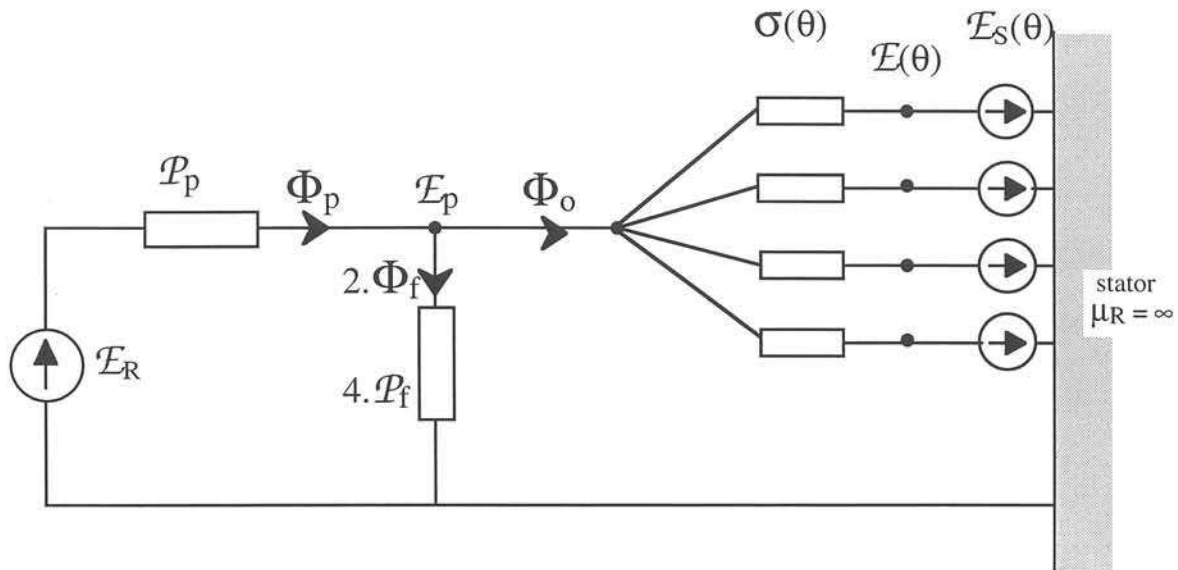 σ(θ)
ℰ(θ)
ℰS(θ)
𝒫p
Φp
ℰp
Φo
2.Φf
ℰR
4.𝒫f
stator
μR = ∞